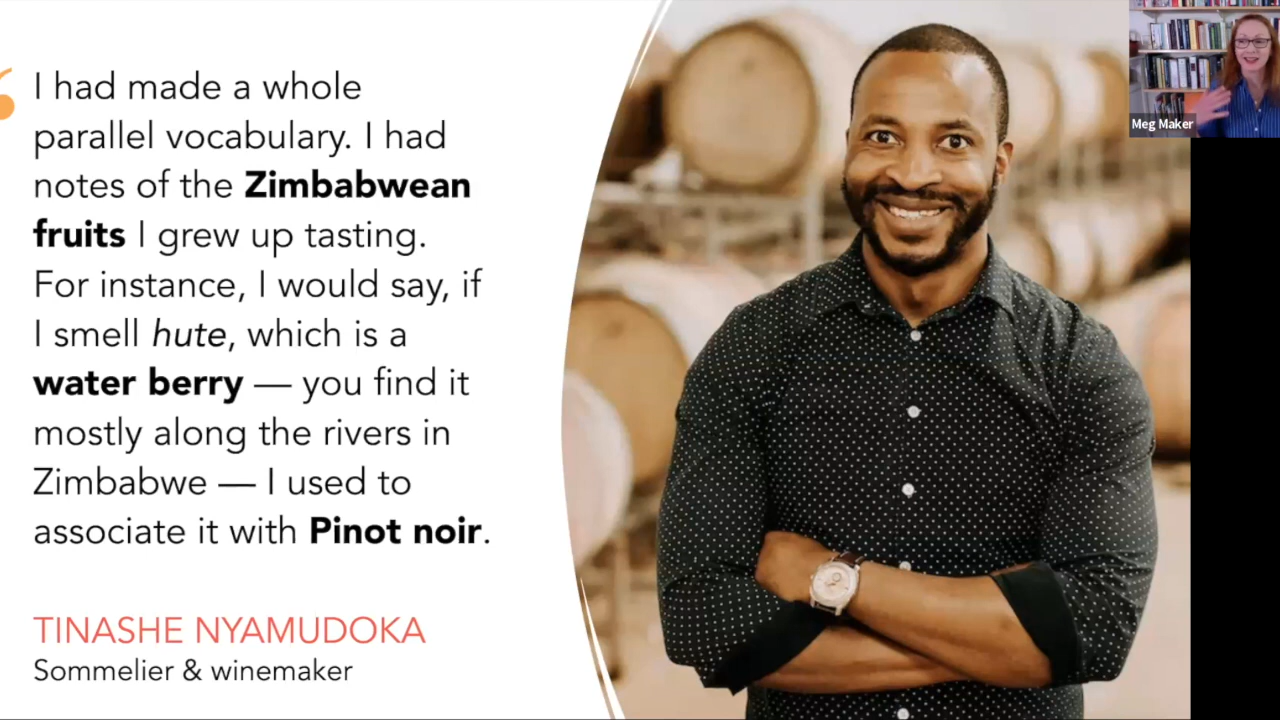 I had made a whole
parallel vocabulary. I had
notes of the Zimbabwean
fruits I grew up tasting.
For instance, I would say, if
I smell hute, which is a
water berry — you find it
mostly along the rivers in
Zimbabwe — I used to
associate it with Pinot noir.
TINASHE NYAMUDOKA
Sommelier & winemaker
Meg Maker